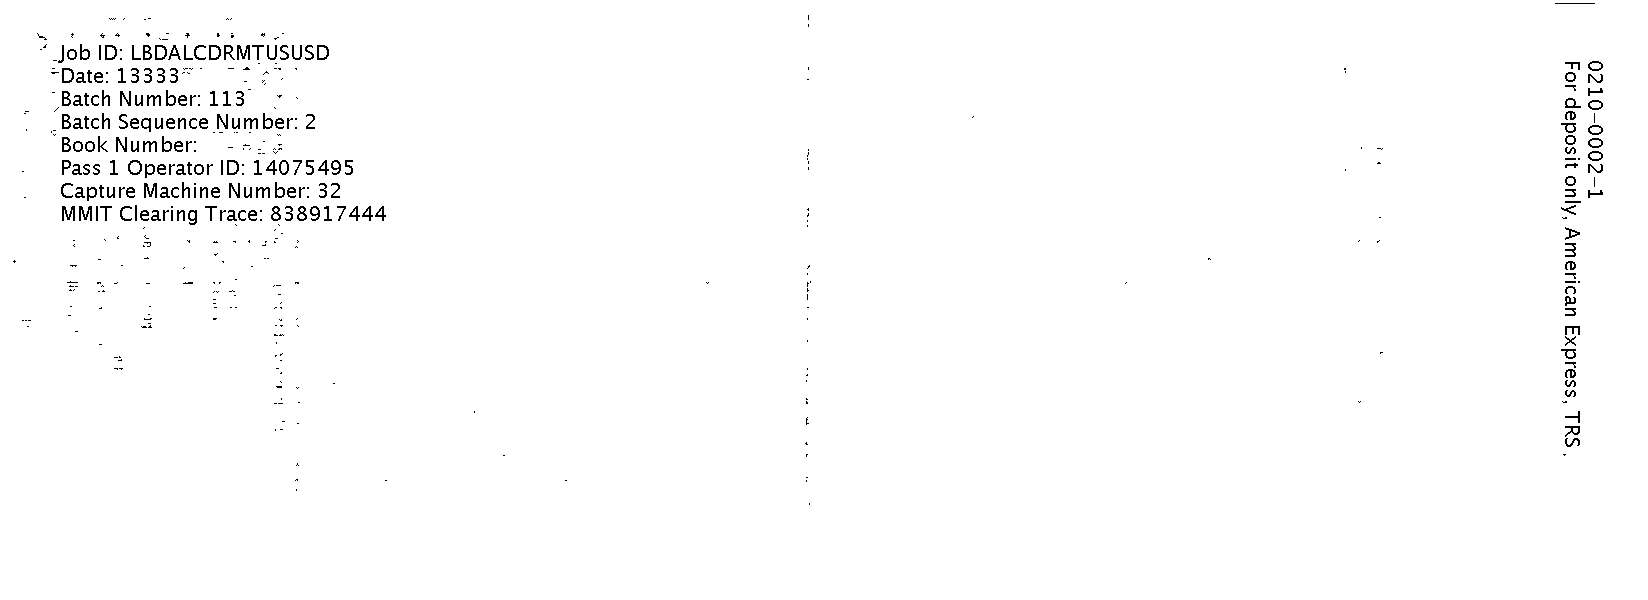 Job ID: LBDALCDRMTUSUSD
Date: 13333
Batch Number: 113
Batch Sequence Number: 2
Book Number:
Pass 1 Operator ID: 14075495
Capture Machine Number: 32
MMIT Clearing Trace: 838917444
0210-0002-1
For deposit only, American Express, TRS .